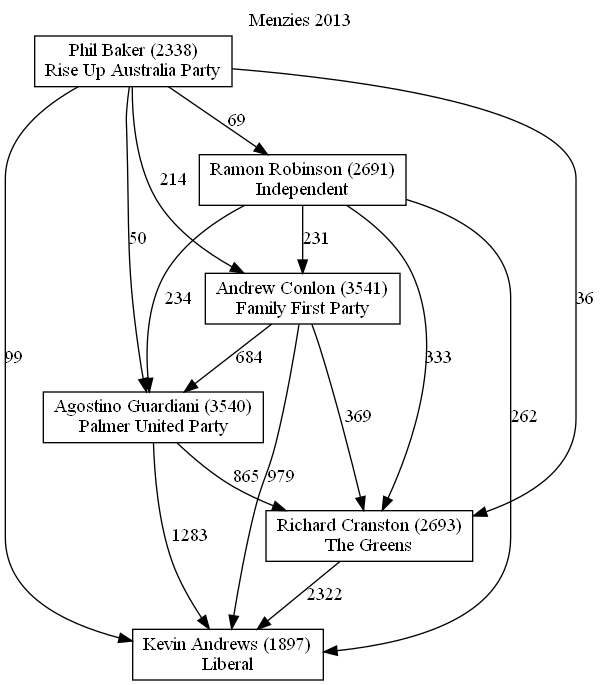 Menzies 2013
Phil Baker (2338)
Rise Up Australia Party
69
Ramon Robinson (2691)
Independent
214
50
231
234
36
Andrew Conlon (3541)
Family First Party
99
684
333
369
262
Agostino Guardiani (3540)
Palmer United Party
865
979
Richard Cranston (2693)
The Greens
1283
2322
Kevin Andrews (1897)
Liberal